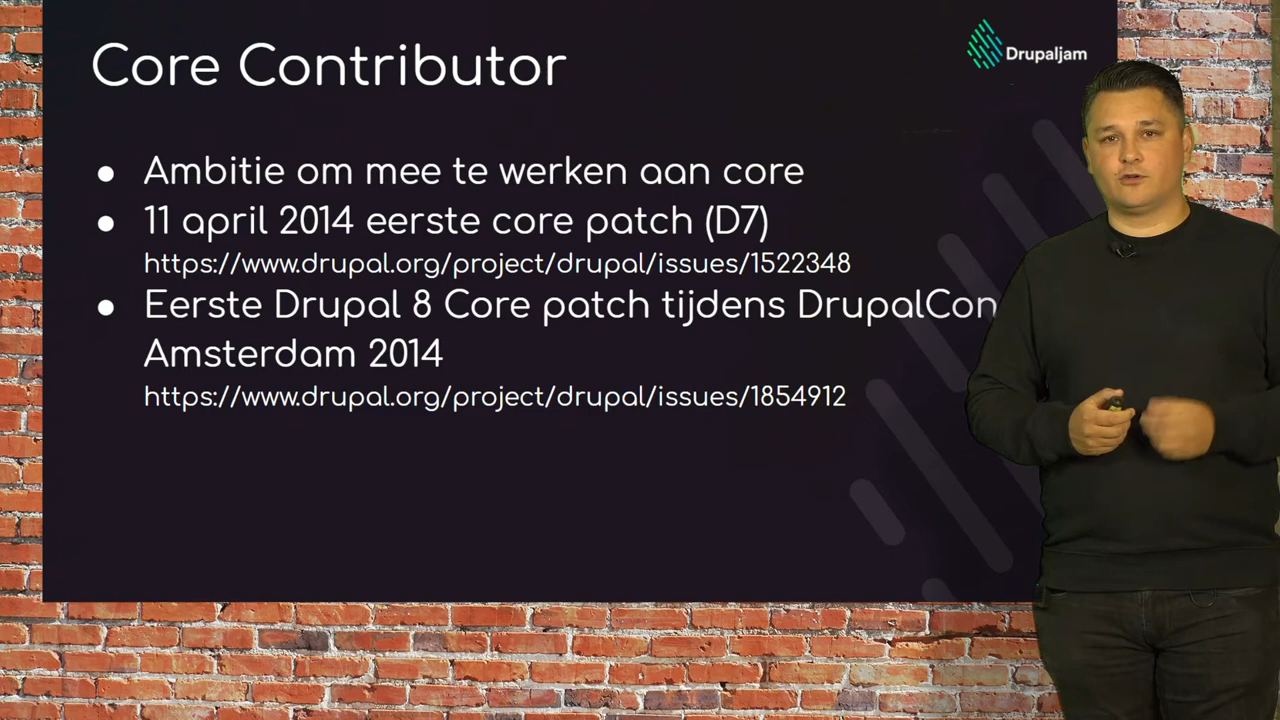 Core Contributor
Drupaljam
● Ambitie om mee te werken aan core
● 11 april 2014 eerste core patch (D7)
https://www.drupal.org/project/drupal/issues/1522348
● Eerste Drupal 8 Core patch tijdens DrupalCon
Amsterdam 2014
https://www.drupal.org/project/drupal/issues/1854912